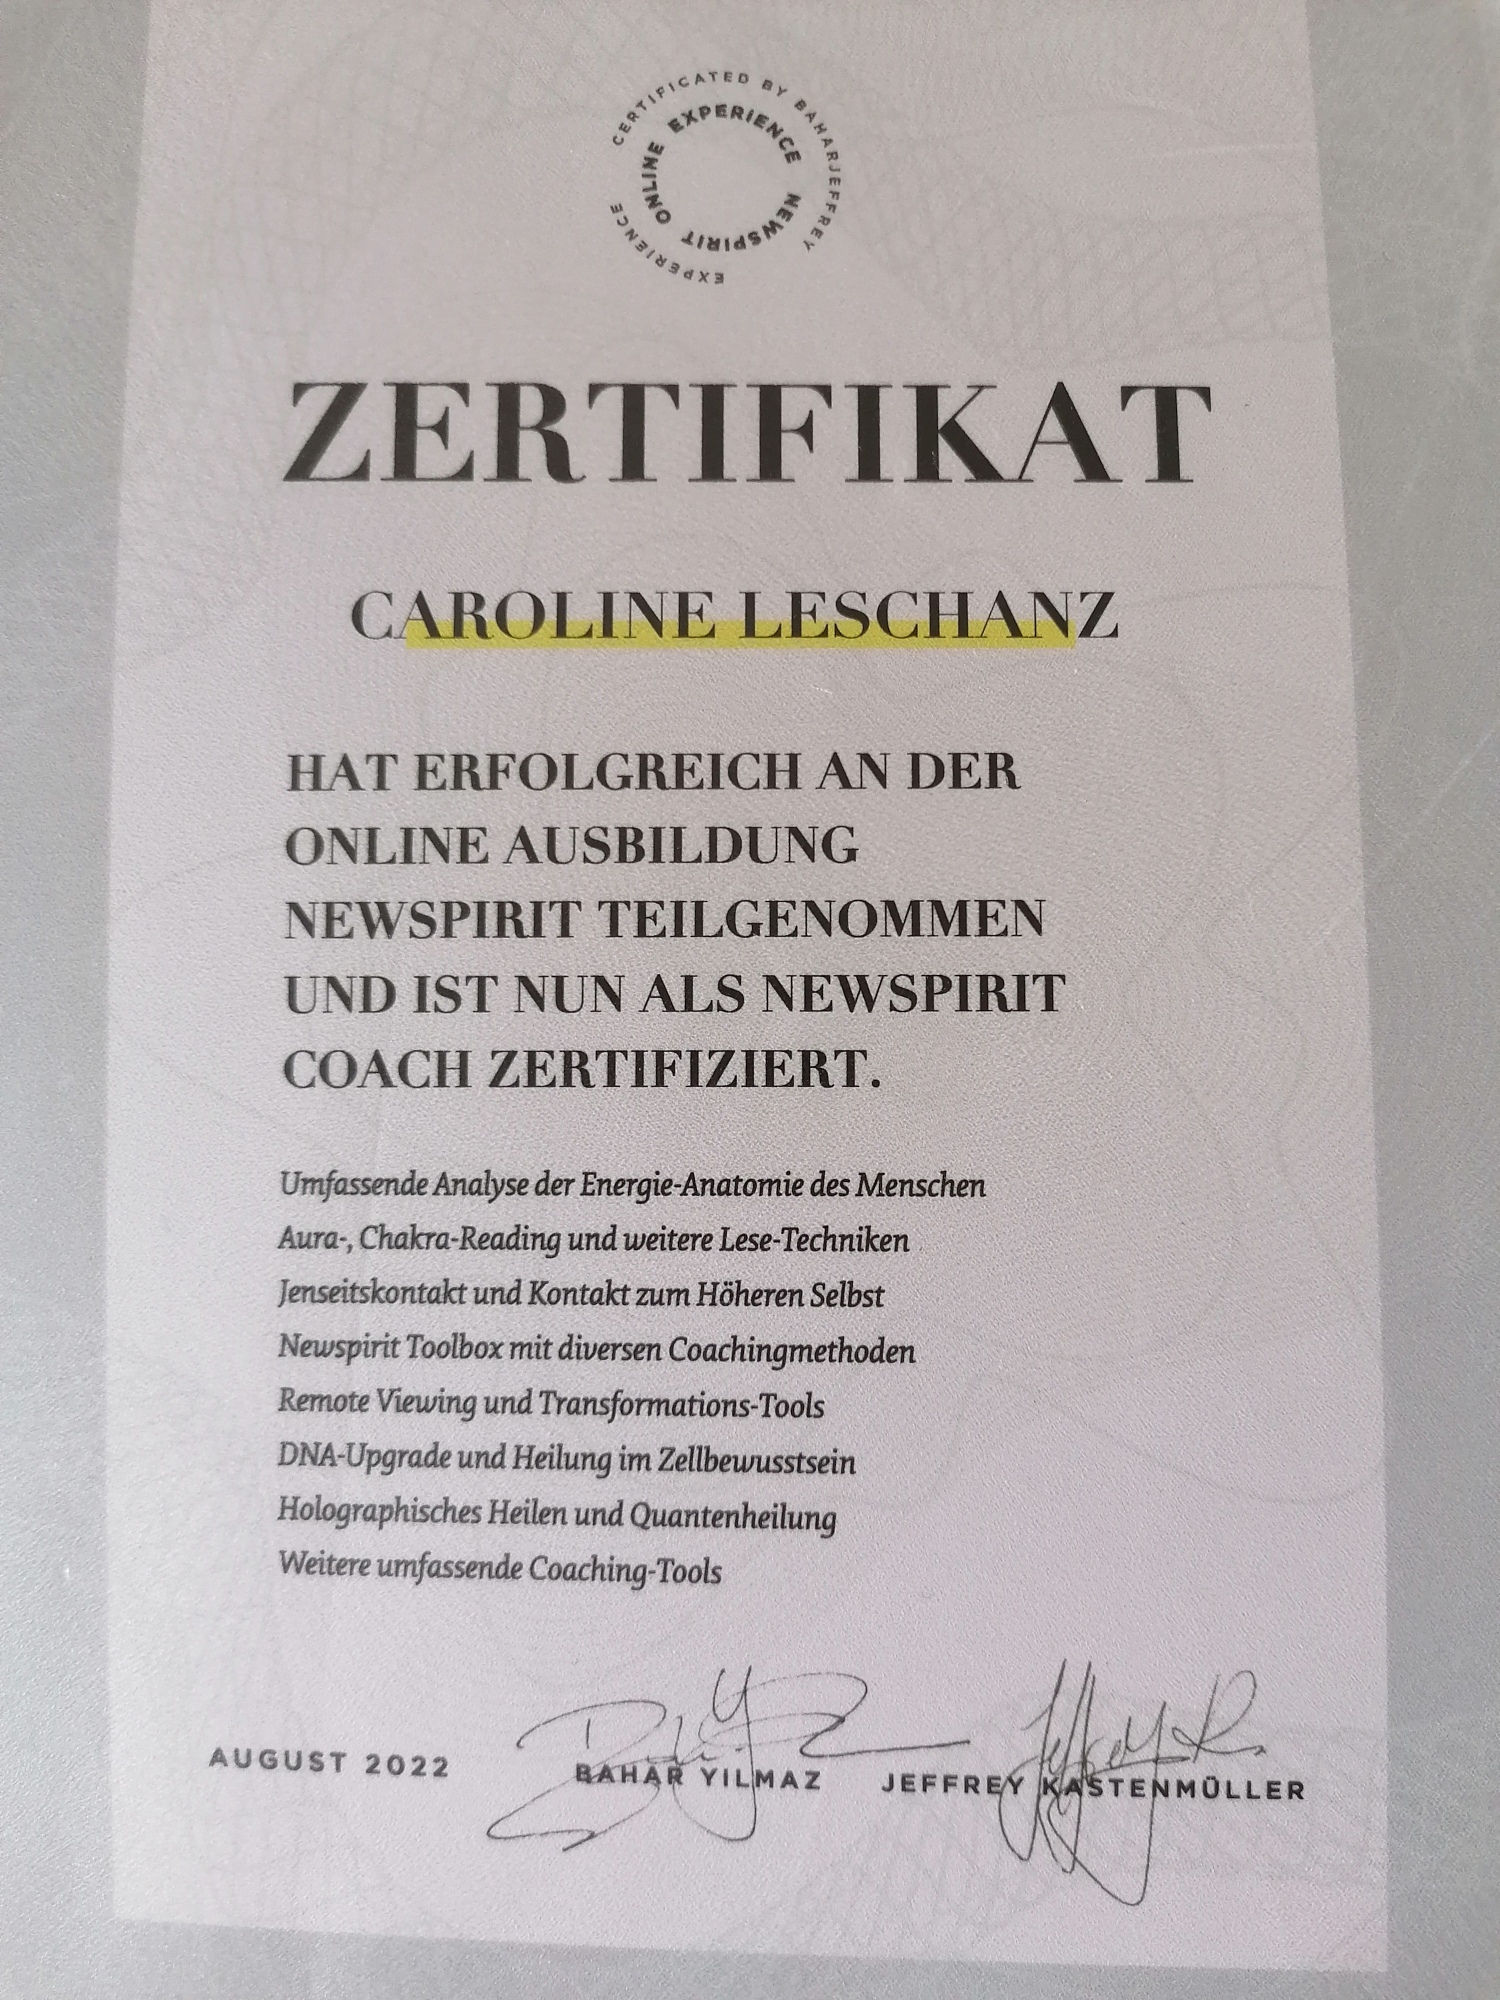 CERTIFICATED BY BAHARJEFFREY EXPERIENCE
ONLINE EXPERIENCE NEWSPIRIT
ZERTIFIKAT
CAROLINE LESCHANZ
HAT ERFOLGREICH AN DER
ONLINE AUSBILDUNG
NEWSPIRIT TEILGENOMMEN
UND IST NUN ALS NEWSPIRIT
COACH ZERTIFIZIERT.
Umfassende Analyse der Energie-Anatomie des Menschen
Aura-, Chakra-Reading und weitere Lese-Techniken
Jenseitskontakt und Kontakt zum Höheren Selbst
Newspirit Toolbox mit diversen Coachingmethoden
Remote Viewing und Transformations-Tools
DNA-Upgrade und Heilung im Zellbewusstsein
Holographisches Heilen und Quantenheilung
Weitere umfassende Coaching-Tools
AUGUST 2022 BAHAR YILMAZ JEFFREY KASTENMÜLLER